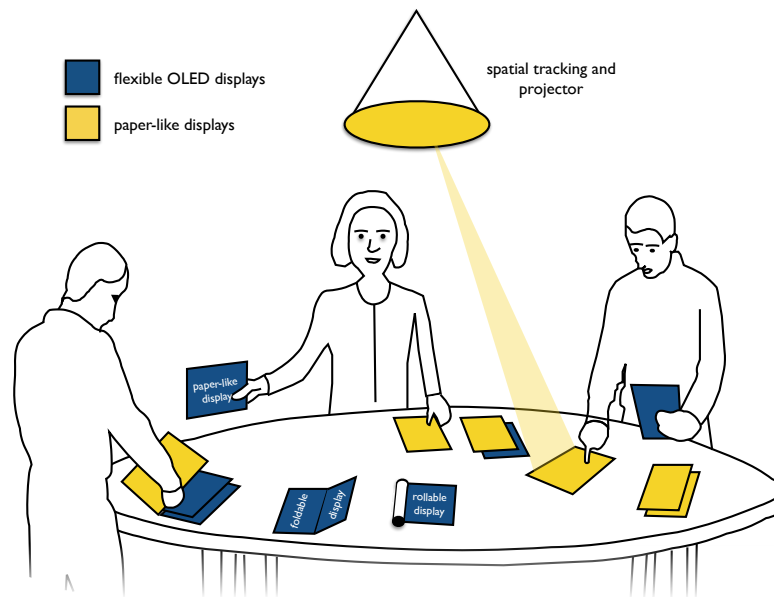 flexible OLED displays
paper-like displays
spatial tracking and
projector
paper-like
display
foldable
display
rollable
display